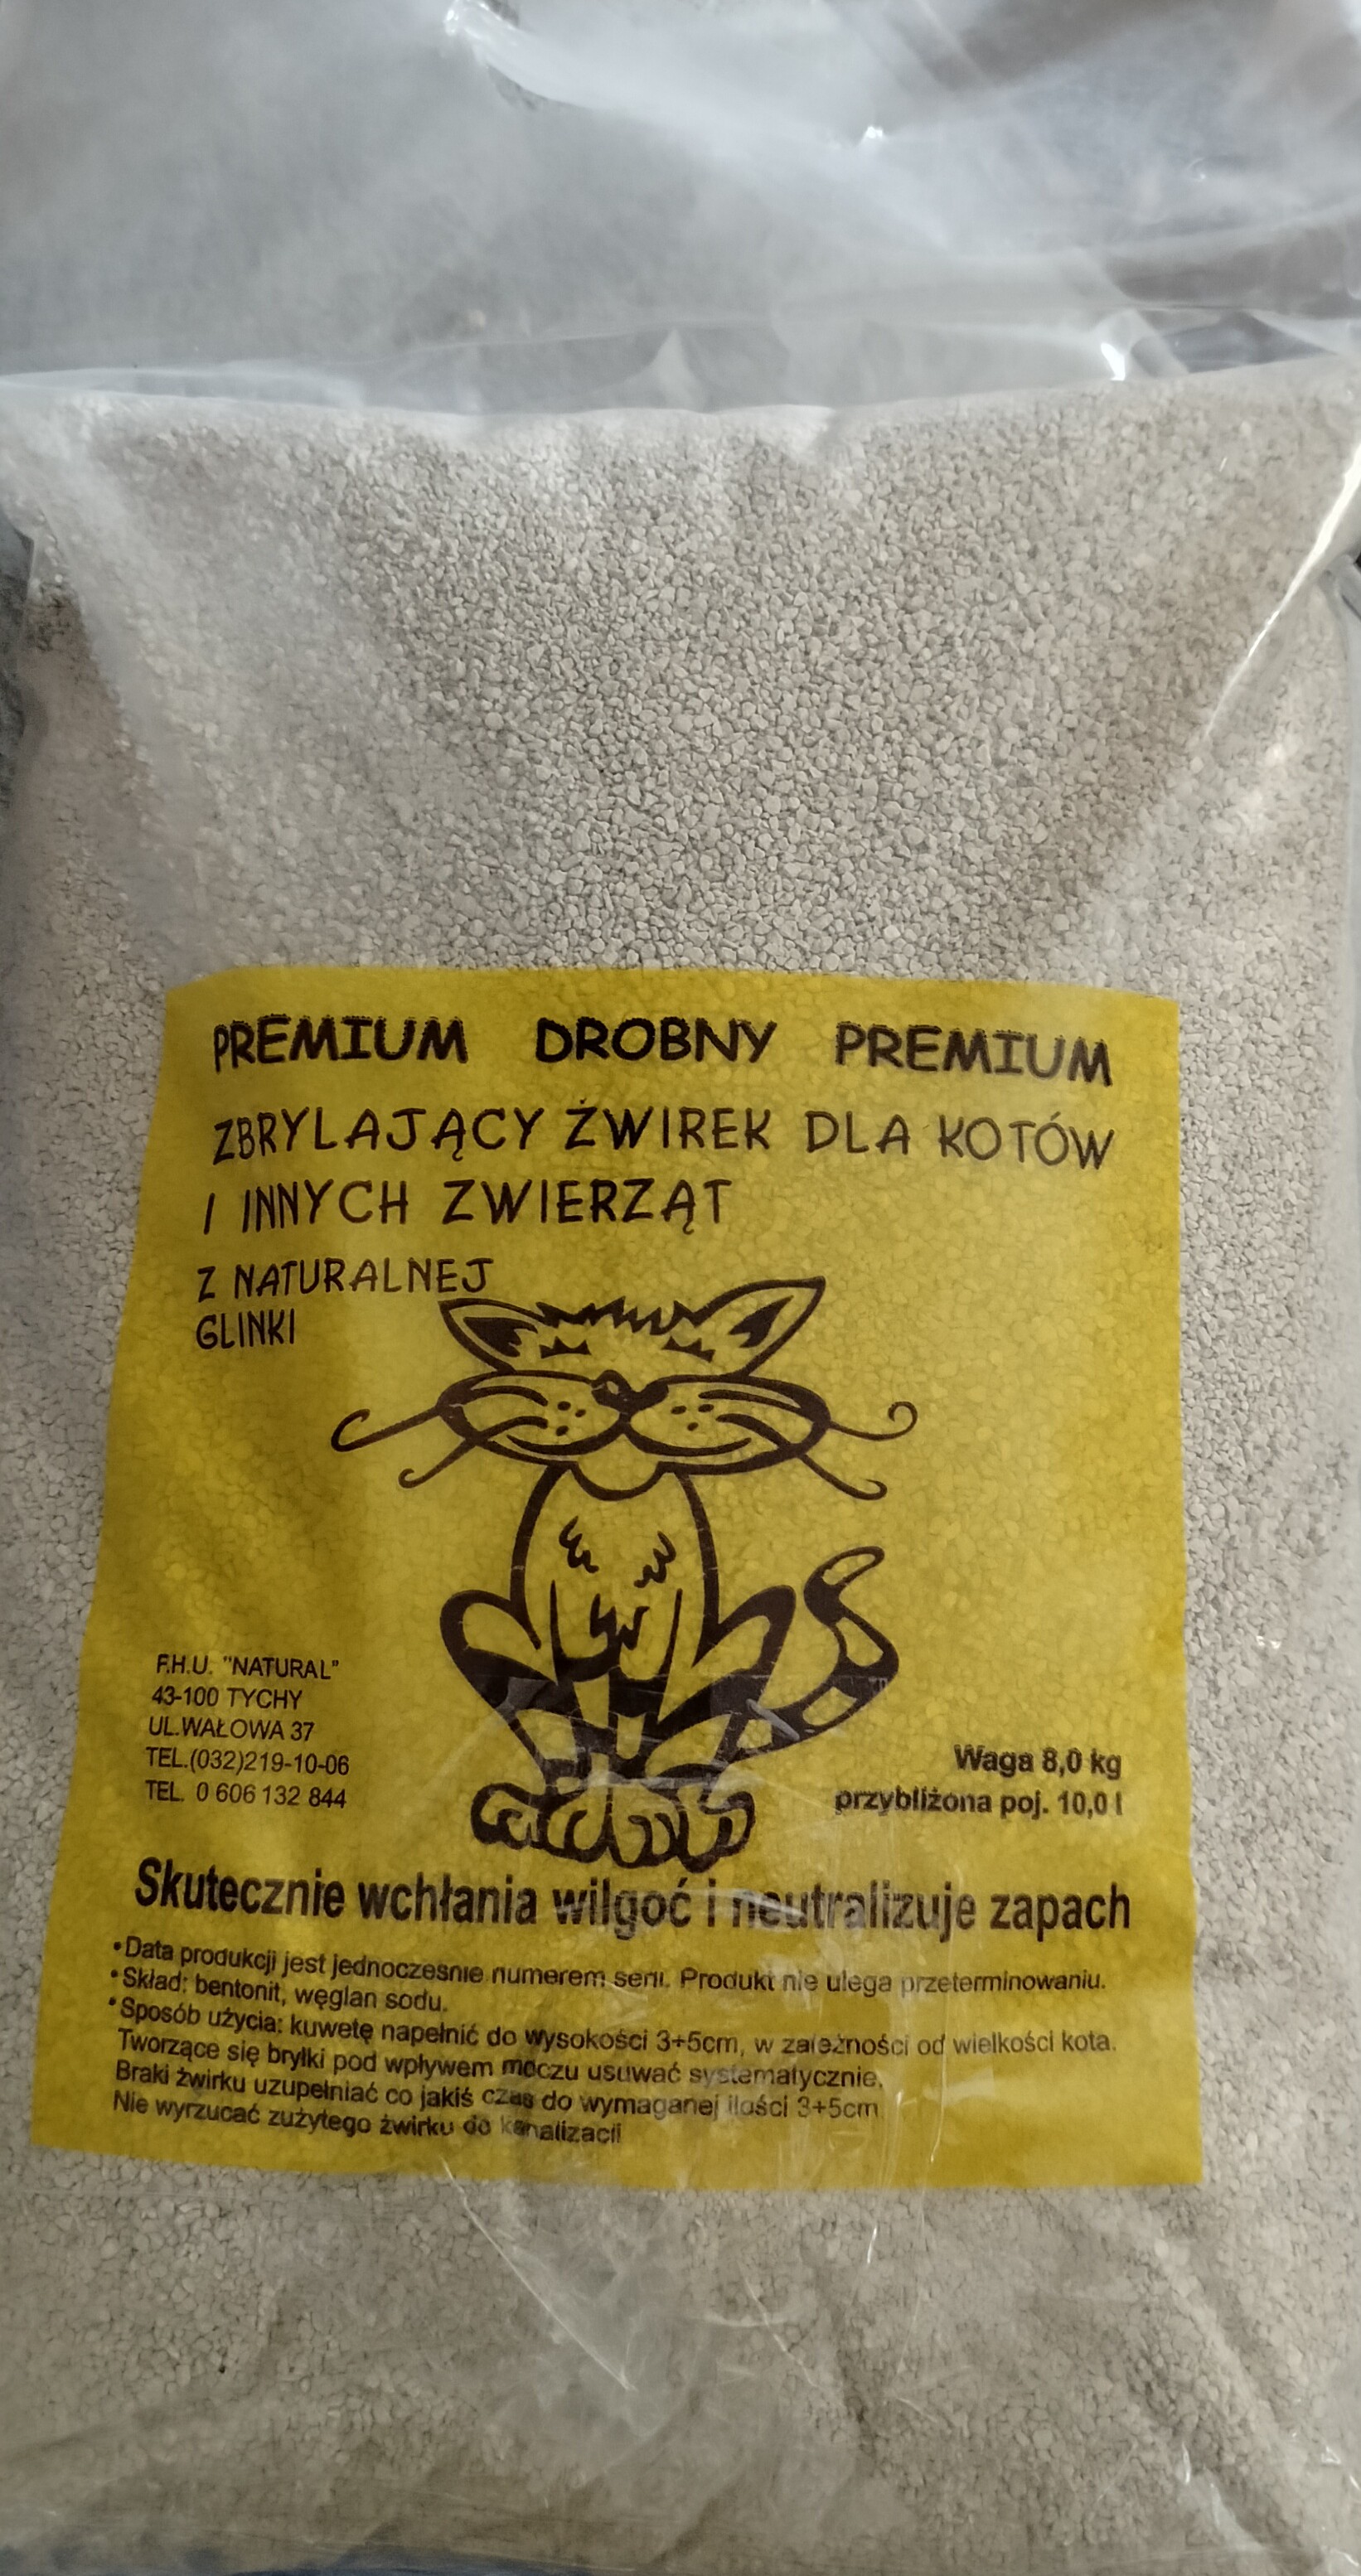 PREMIUM DROBNY PREMIUM
ZBRYLAJĄCY ŻWIREK DLA KOTÓW
I INNYCH ZWIERZĄT
Z NATURALNEJ
GLINKI
F.H.U. "NATURAL"
43-100 TYCHY
UL.WAŁOWA 37
TEL.(032)219-10-06
TEL. 0 606 132 844
Waga 8,0 kg
przybliżona poj. 10,0 l
Skutecznie wchłania wilgoć i neutralizuje zapach
•Data produkcji jest jednocześnie numerem serii. Produkt nie ulega przeterminowaniu.
•Skład: bentonit, węglan sodu.
•Sposób użycia: kuwetę napełnić do wysokości 3÷5cm, w zależności od wielkości kota.
Tworzące się bryłki pod wpływem moczu usuwać systematycznie.
Braki żwirku uzupełniać co jakiś czas do wymaganej ilości 3÷5cm
Nie wyrzucać zużytego żwirku do kanalizacji